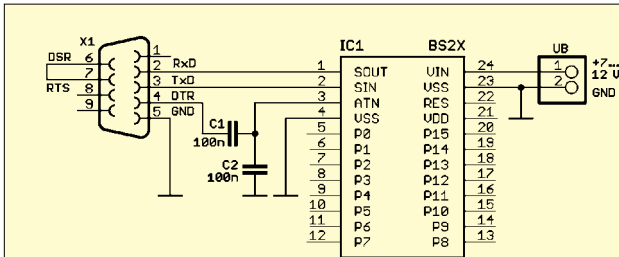 X1
DSR 6
7
RTS 8
9
1
2 RxD
3 TxD
4 DTR
5 GND
C1
100n
C2
100n
IC1 BS2X
1 SOUT VIN 24
2 SIN VSS 23
3 ATN RES 22
4 VSS VDD 21
5 P0 P15 20
6 P1 P14 19
7 P2 P13 18
8 P3 P12 17
9 P4 P11 16
10 P5 P10 15
11 P6 P9 14
12 P7 P8 13
UB
1
2
+7...
12 V
GND